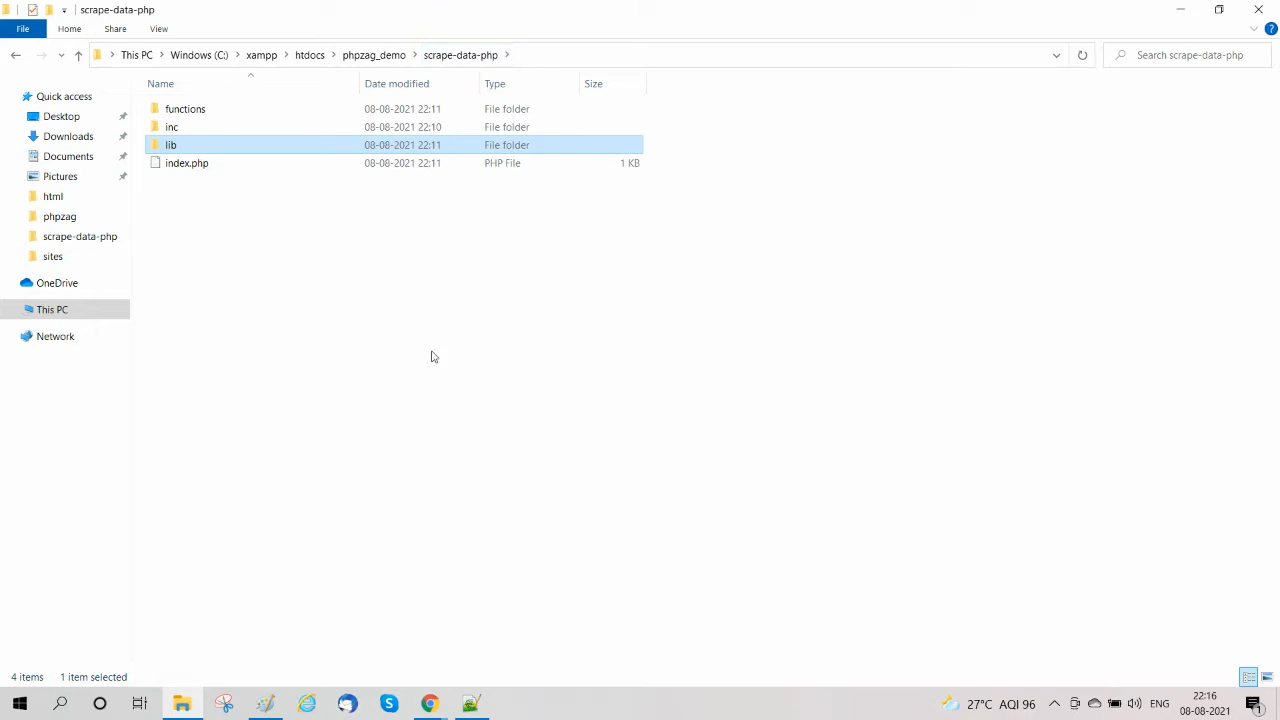 scrape-data-php
File Home Share View
This PC Windows (C:) xampp htdocs phpzag_demo scrape-data-php
Search scrape-data-php
Name Date modified Type Size
Quick access
Desktop
Downloads
Documents
Pictures
html
phpzag
scrape-data-php
sites
OneDrive
This PC
Network
functions 08-08-2021 22:11 File folder
inc 08-08-2021 22:10 File folder
lib 08-08-2021 22:11 File folder
index.php 08-08-2021 22:11 PHP File 1 KB
4 items 1 item selected
27°C AQI 96
ENG
22:16
08-08-2021
1